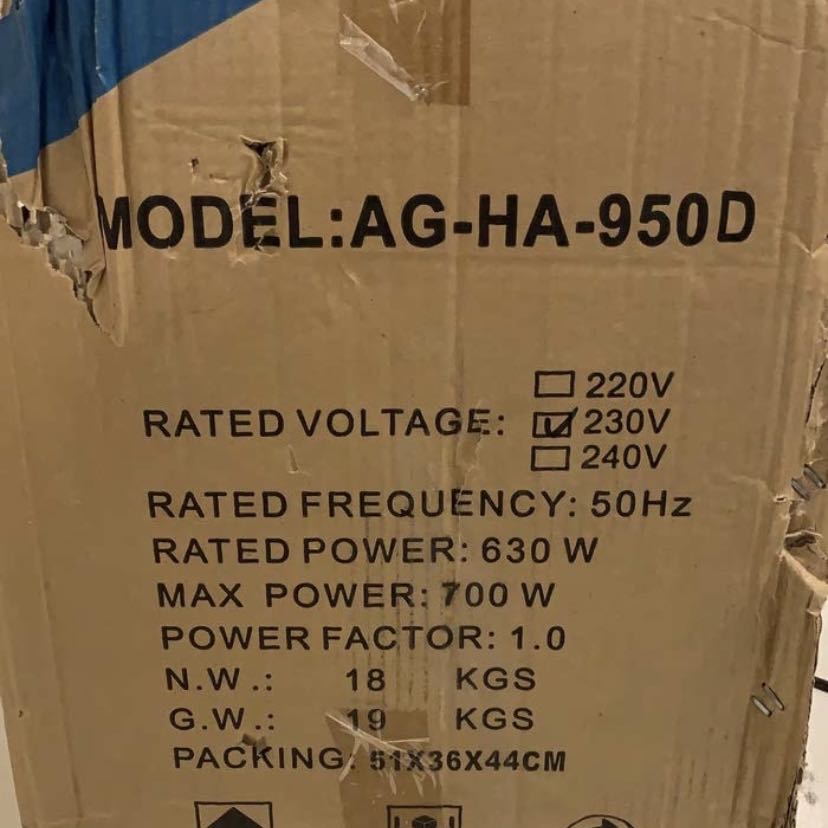 MODEL:AG-HA-950D
220V
RATED VOLTAGE: 230V
240V
RATED FREQUENCY: 50Hz
RATED POWER: 630 W
MAX POWER: 700 W
POWER FACTOR: 1.0
N.W.: 18 KGS
G.W.: 19 KGS
PACKING: 51X36X44CM